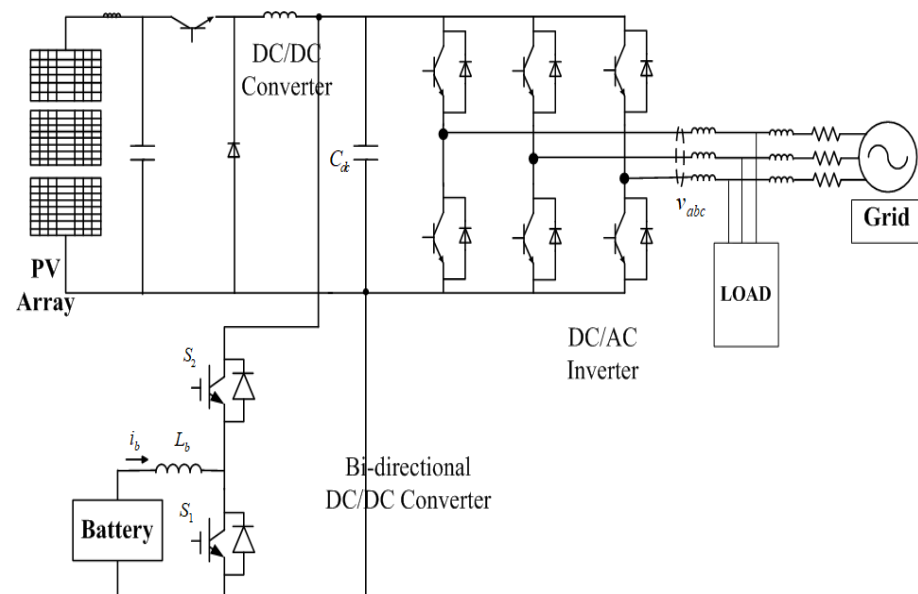 DC/DC
Converter
C_dc
v_abc
Grid
PV
Array
LOAD
DC/AC
Inverter
S_2
i_b
L_b
Bi-directional
DC/DC Converter
S_1
Battery